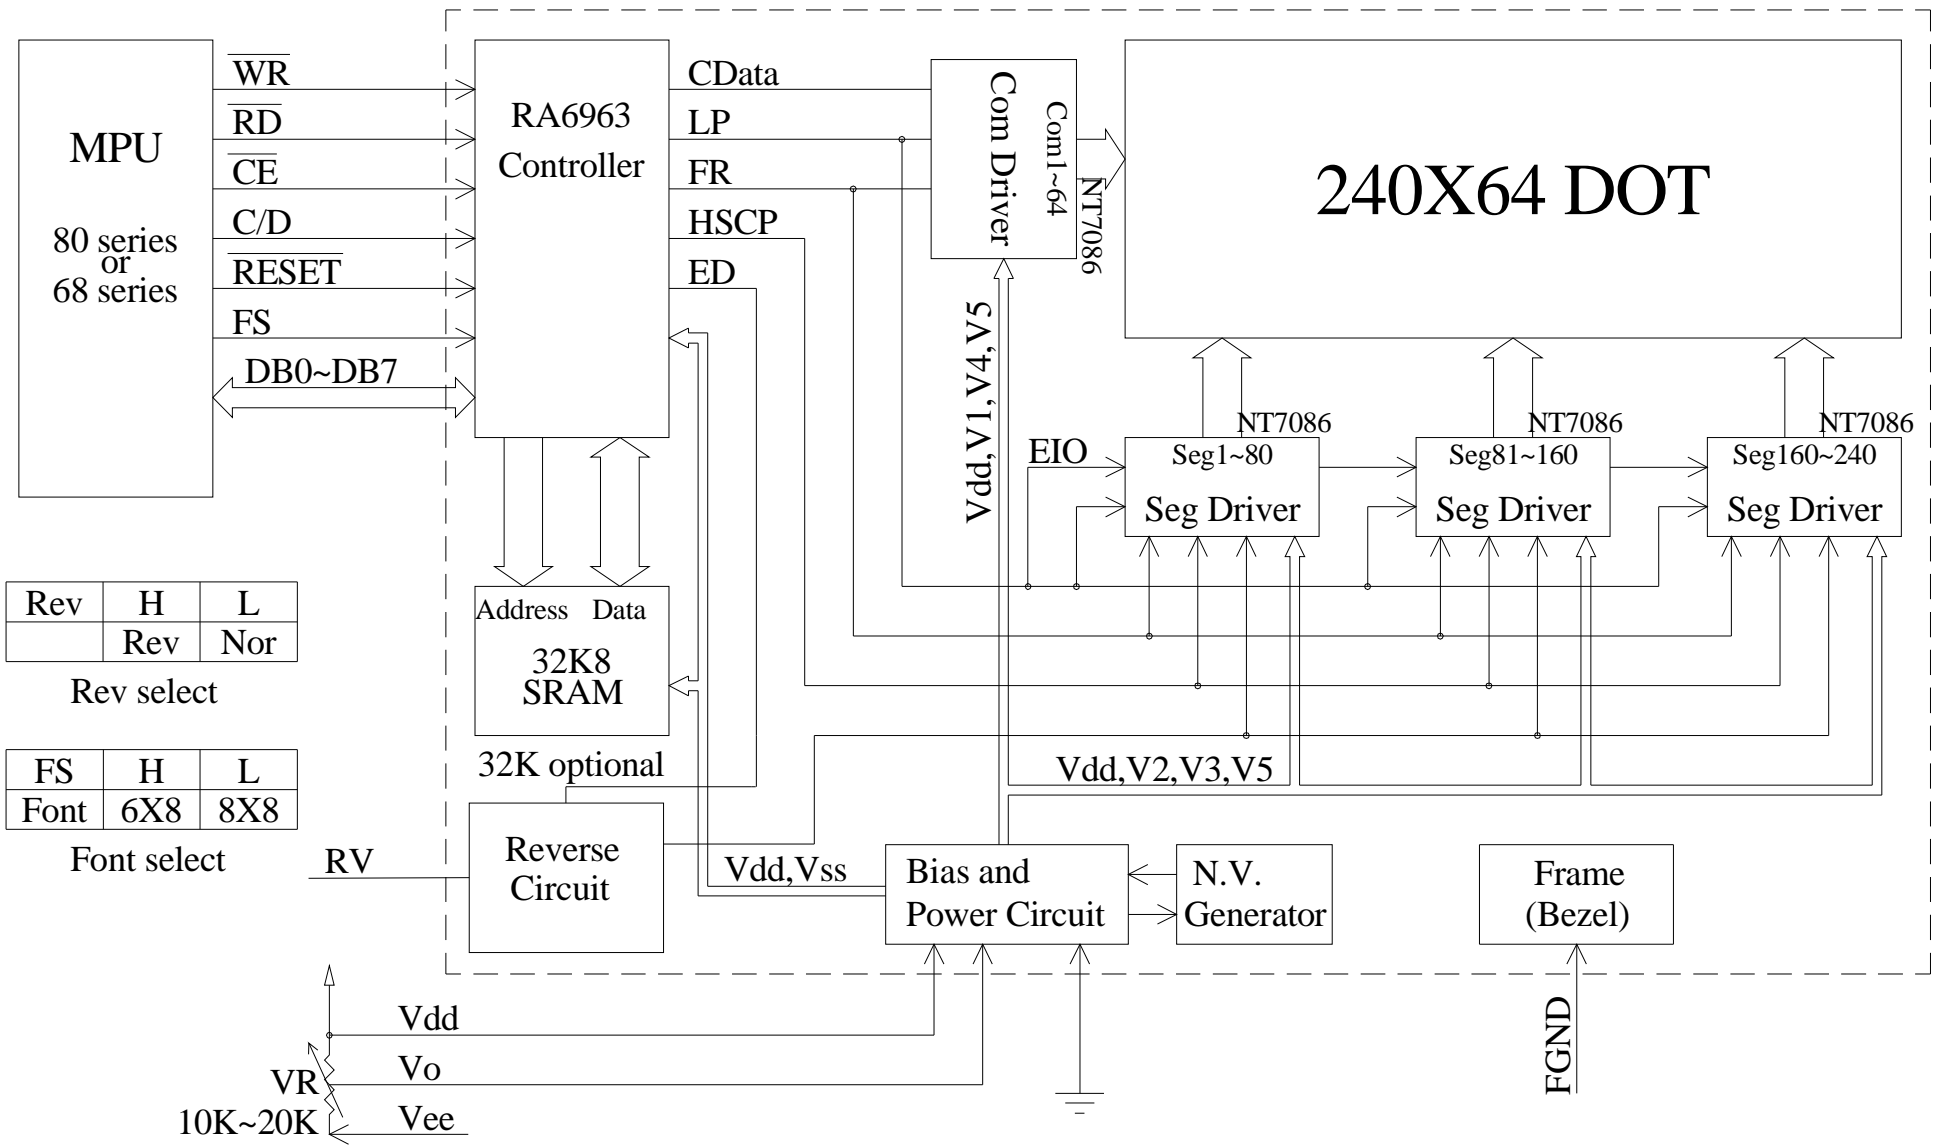 MPU
80 series
or
68 series
WR
RD
CE
C/D
RESET
FS
DB0~DB7
RA6963
Controller
CData
LP
FR
HSCP
ED
Com Driver
Com1~64
NT7086
240X64 DOT
Vdd,V1,V4,V5
EIO
NT7086
Seg1~80
Seg Driver
NT7086
Seg81~160
Seg Driver
NT7086
Seg160~240
Seg Driver
Address Data
32K8
SRAM
32K optional
Rev H L
Rev Nor
Rev select
FS H L
Font 6X8 8X8
Font select
RV
Reverse
Circuit
Vdd,Vss
Vdd,V2,V3,V5
Bias and
Power Circuit
N.V.
Generator
Frame
(Bezel)
FGND
Vdd
Vo
VR
10K~20K
Vee